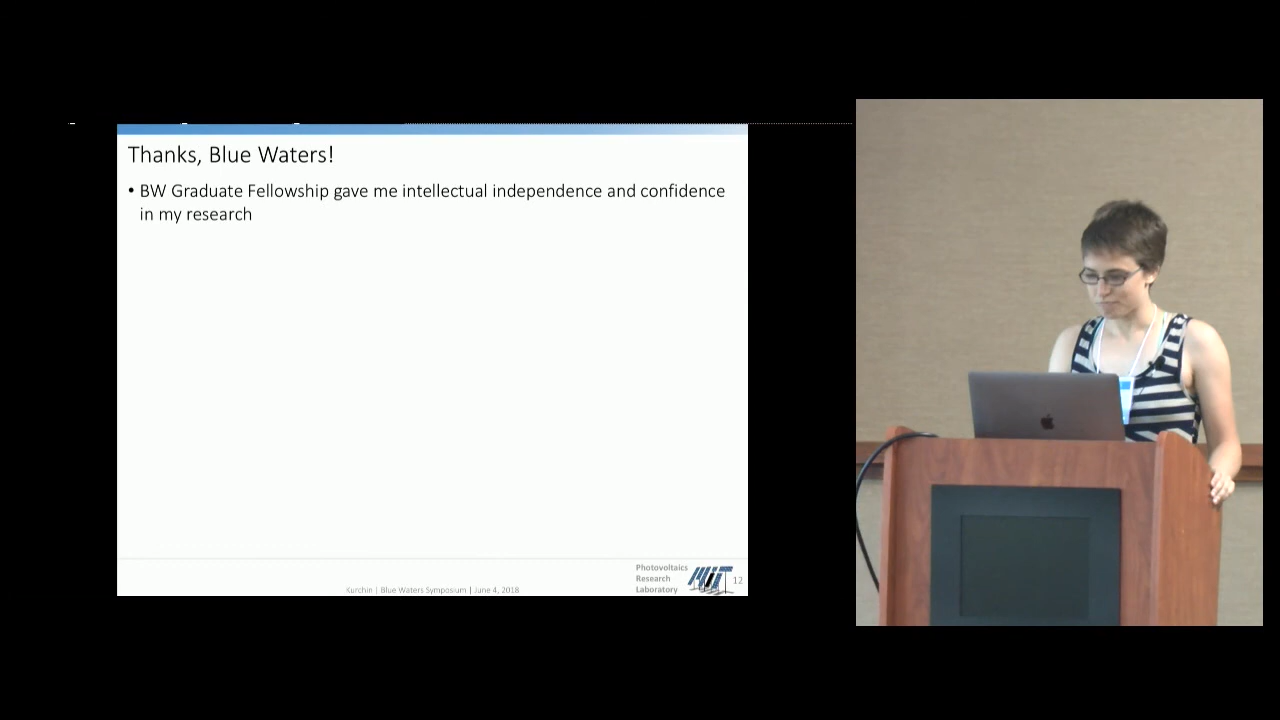 Thanks, Blue Waters!
• BW Graduate Fellowship gave me intellectual independence and confidence
in my research
Kurchin | Blue Waters Symposium | June 4, 2018
Photovoltaics
Research
Laboratory
MIT
12